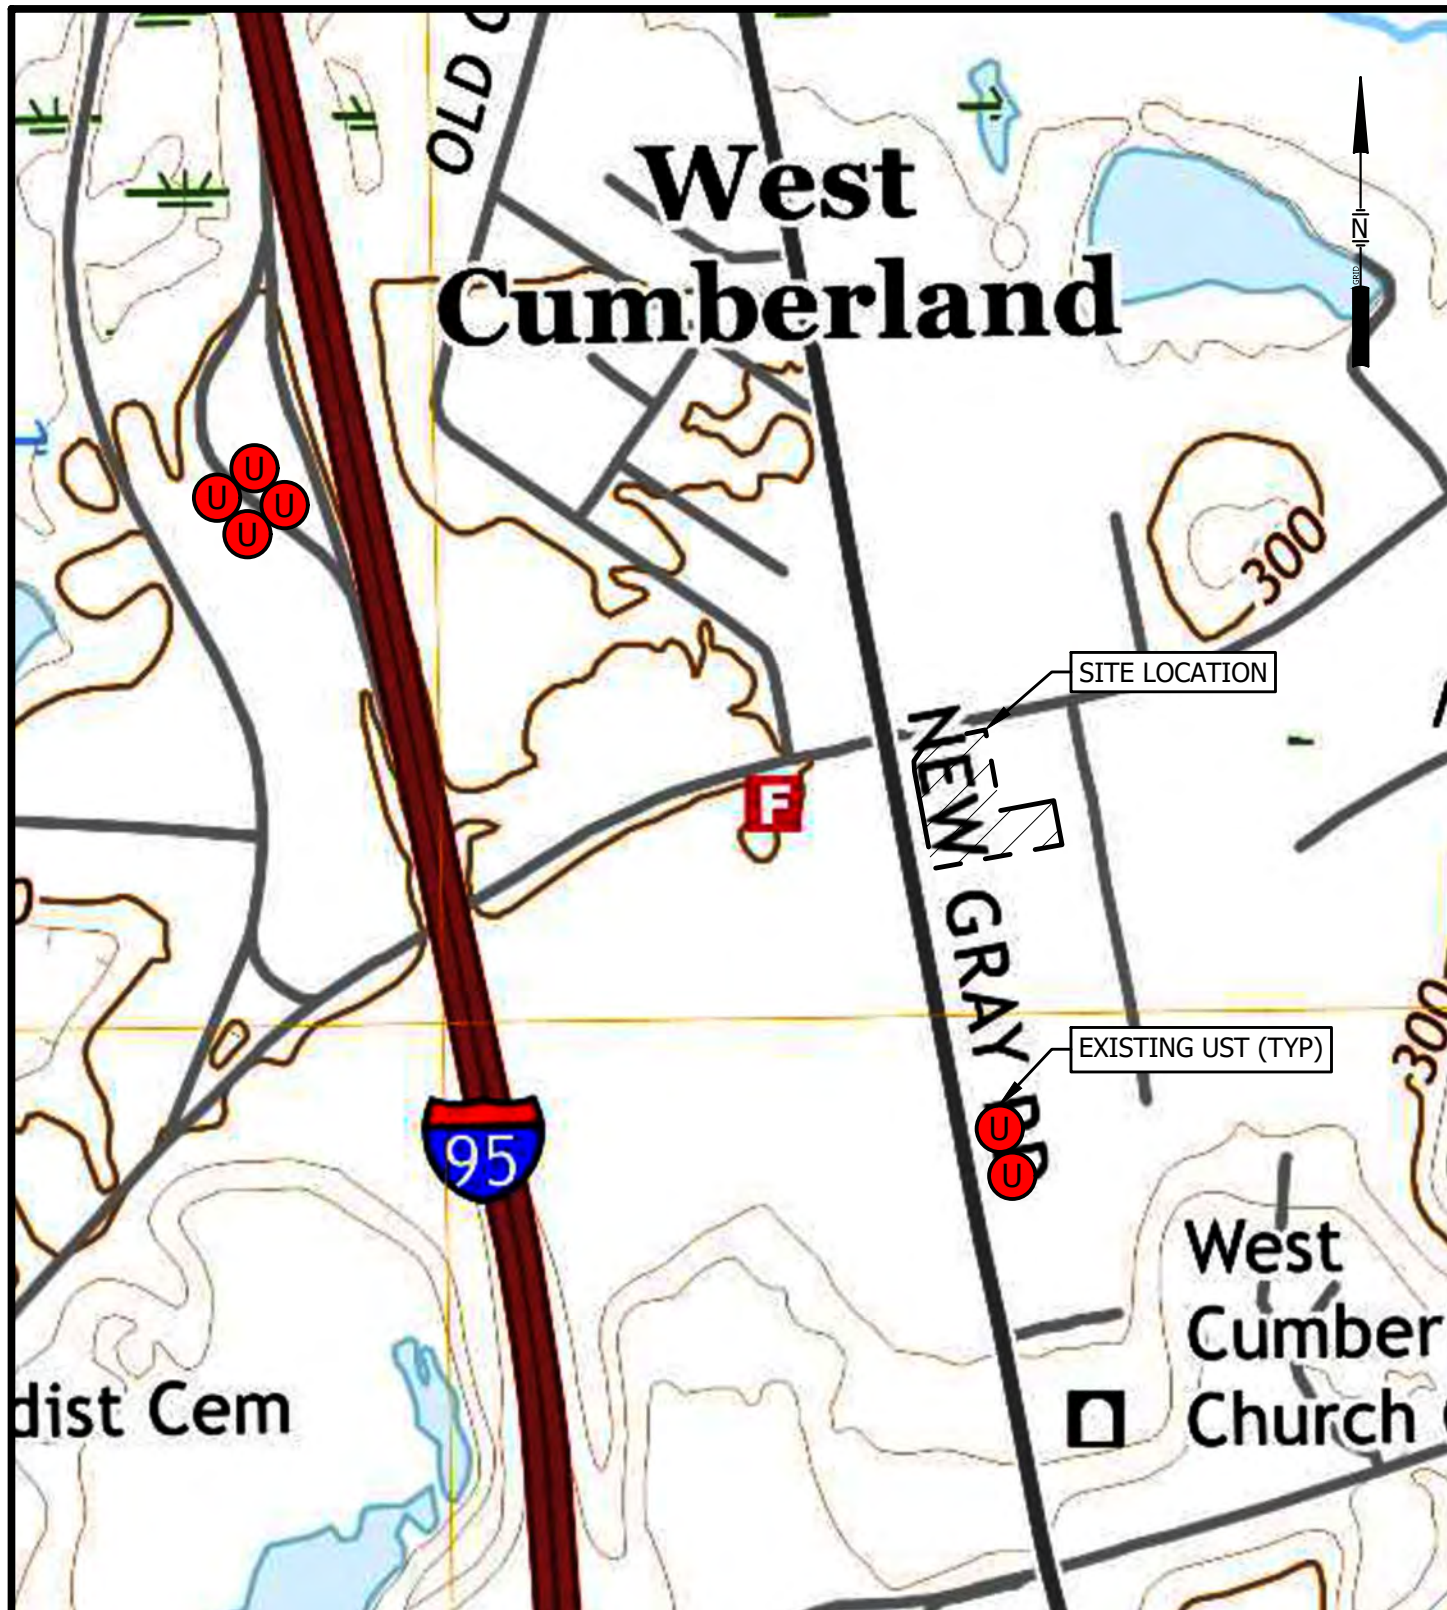 OLD
West
Cumberland
N
GRID
U
U
U
U
300
SITE LOCATION
F
NEW GRAY RD
300
EXISTING UST (TYP)
U
U
95
West
Cumber
Church
dist Cem